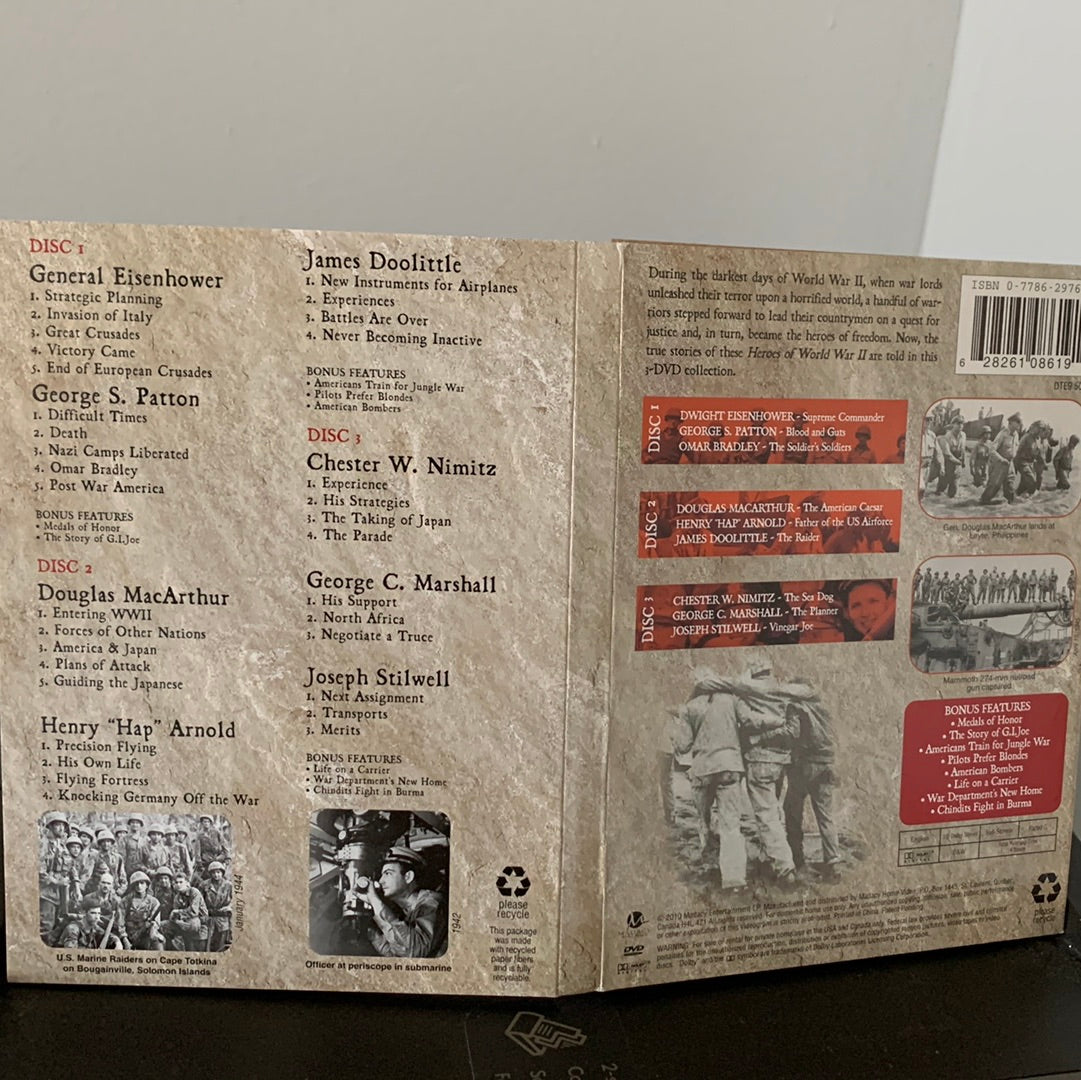 DISC 1
General Eisenhower
1. Strategic Planning
2. Invasion of Italy
3. Great Crusades
4. Victory Came
5. End of European Crusades
George S. Patton
1. Difficult Times
2. Death
3. Nazi Camps Liberated
4. Omar Bradley
5. Post War America
BONUS FEATURES
• Medals of Honor
• The Story of G.I.Joe
DISC 2
Douglas MacArthur
1. Entering WWII
2. Forces of Other Nations
3. America & Japan
4. Plans of Attack
5. Guiding the Japanese
Henry "Hap" Arnold
1. Precision Flying
2. His Own Life
3. Flying Fortress
4. Knocking Germany Off the War
January 1944
U.S. Marine Raiders on Cape Totkina
on Bougainville, Solomon Islands
James Doolittle
1. New Instruments for Airplanes
2. Experiences
3. Battles Are Over
4. Never Becoming Inactive
BONUS FEATURES
• Americans Train for Jungle War
• Pilots Prefer Blondes
• American Bombers
DISC 3
Chester W. Nimitz
1. Experience
2. His Strategies
3. The Taking of Japan
4. The Parade
George C. Marshall
1. His Support
2. North Africa
3. Negotiate a Truce
Joseph Stilwell
1. Next Assignment
2. Transports
3. Merits
BONUS FEATURES
• Life on a Carrier
• War Department's New Home
• Chindits Fight in Burma
1942
Officer at periscope in submarine
please
recycle
This package
was made
with recycled
paper fibers
and is fully
recyclable.
During the darkest days of World War II, when war lords
unleashed their terror upon a horrified world, a handful of war-
riors stepped forward to lead their countrymen on a quest for
justice and, in turn, became the heroes of freedom. Now, the
true stories of these Heroes of World War II are told in this
3-DVD collection.
ISBN 0-7786-2976
6 28261 08619
DISC 1
DWIGHT EISENHOWER - Supreme Commander
GEORGE S. PATTON - Blood and Guts
OMAR BRADLEY - The Soldier's Soldiers
DISC 2
DOUGLAS MACARTHUR - The American Caesar
HENRY "HAP" ARNOLD - Father of the US Airforce
JAMES DOOLITTLE - The Raider
DISC 3
CHESTER W. NIMITZ - The Sea Dog
GEORGE C. MARSHALL - The Planner
JOSEPH STILWELL - Vinegar Joe
Gen. Douglas MacArthur lands at
Leyte, Philippines
Mammoth 274-mm railroad
gun captured
BONUS FEATURES
• Medals of Honor
• The Story of G.I.Joe
• Americans Train for Jungle War
• Pilots Prefer Blondes
• American Bombers
• Life on a Carrier
• War Department's New Home
• Chindits Fight in Burma
English
please
recycle
DVD